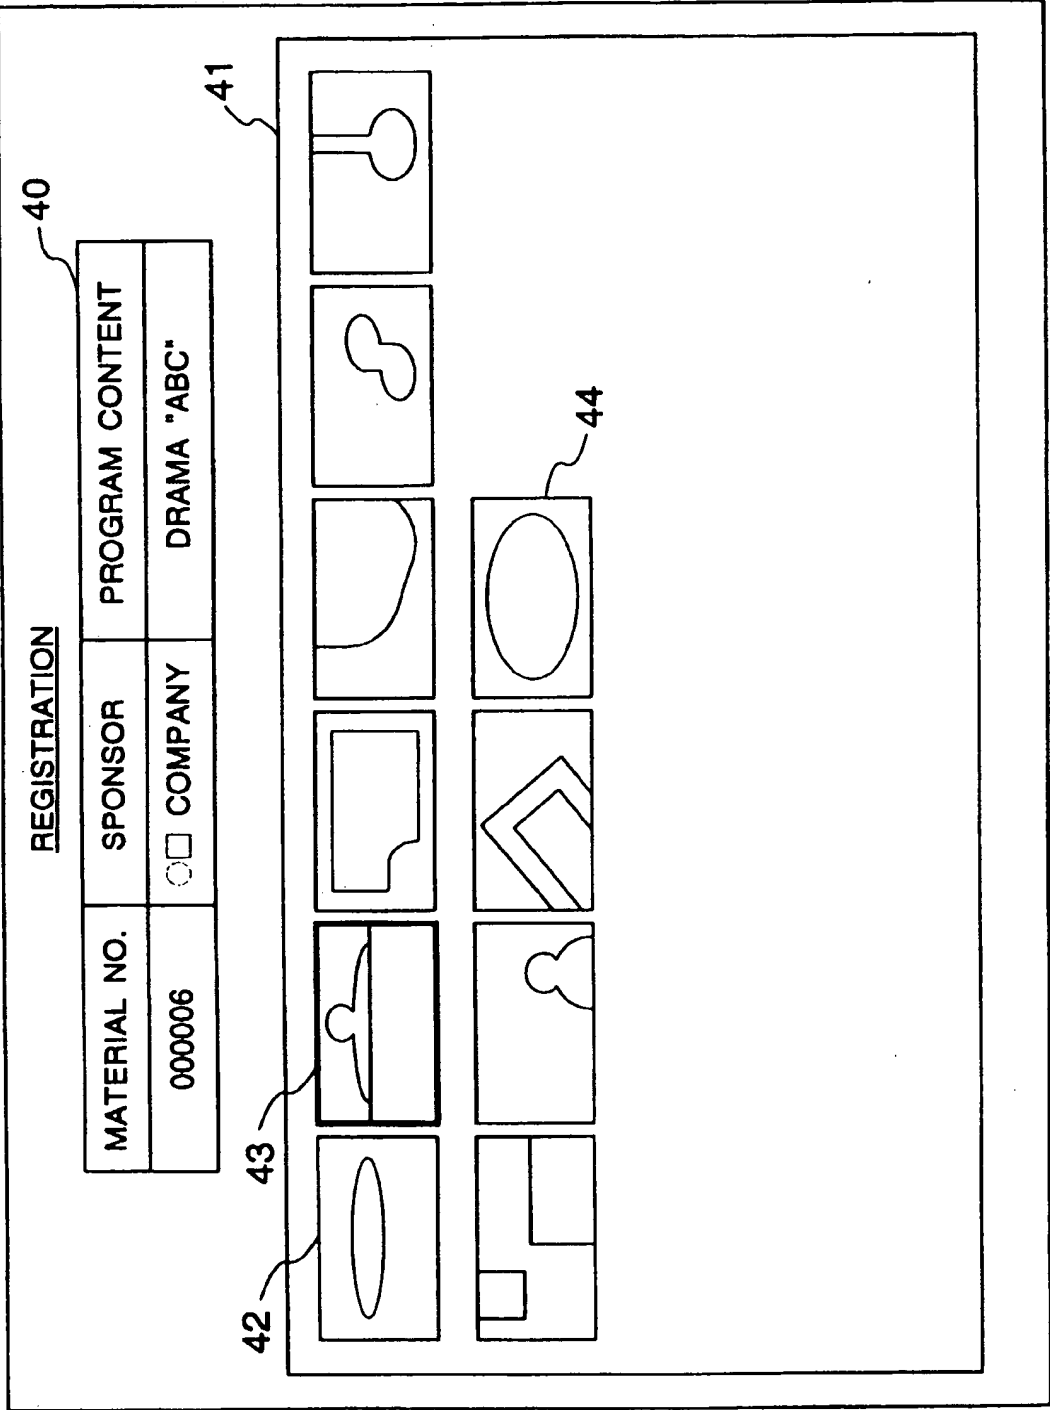 REGISTRATION
40
MATERIAL NO. SPONSOR PROGRAM CONTENT
000006 ○□ COMPANY DRAMA "ABC"
41
42
43
44